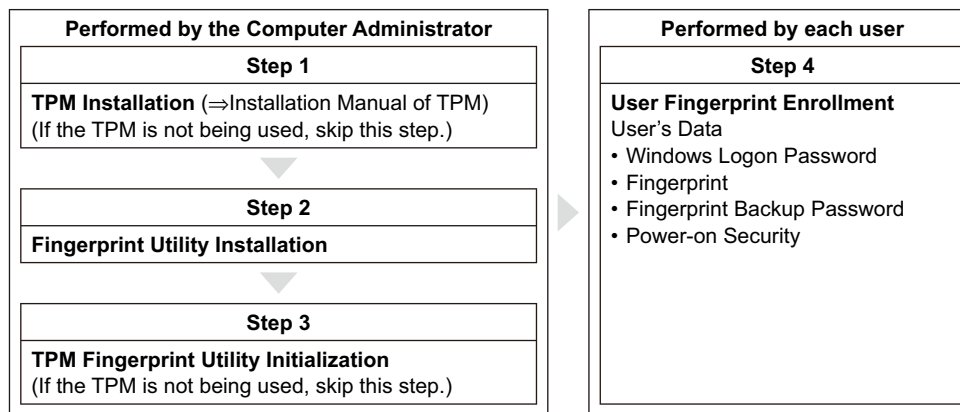 Performed by the Computer Administrator
Step 1
TPM Installation (⇒Installation Manual of TPM)
(If the TPM is not being used, skip this step.)
Step 2
Fingerprint Utility Installation
Step 3
TPM Fingerprint Utility Initialization
(If the TPM is not being used, skip this step.)
Performed by each user
Step 4
User Fingerprint Enrollment
User’s Data
• Windows Logon Password
• Fingerprint
• Fingerprint Backup Password
• Power-on Security